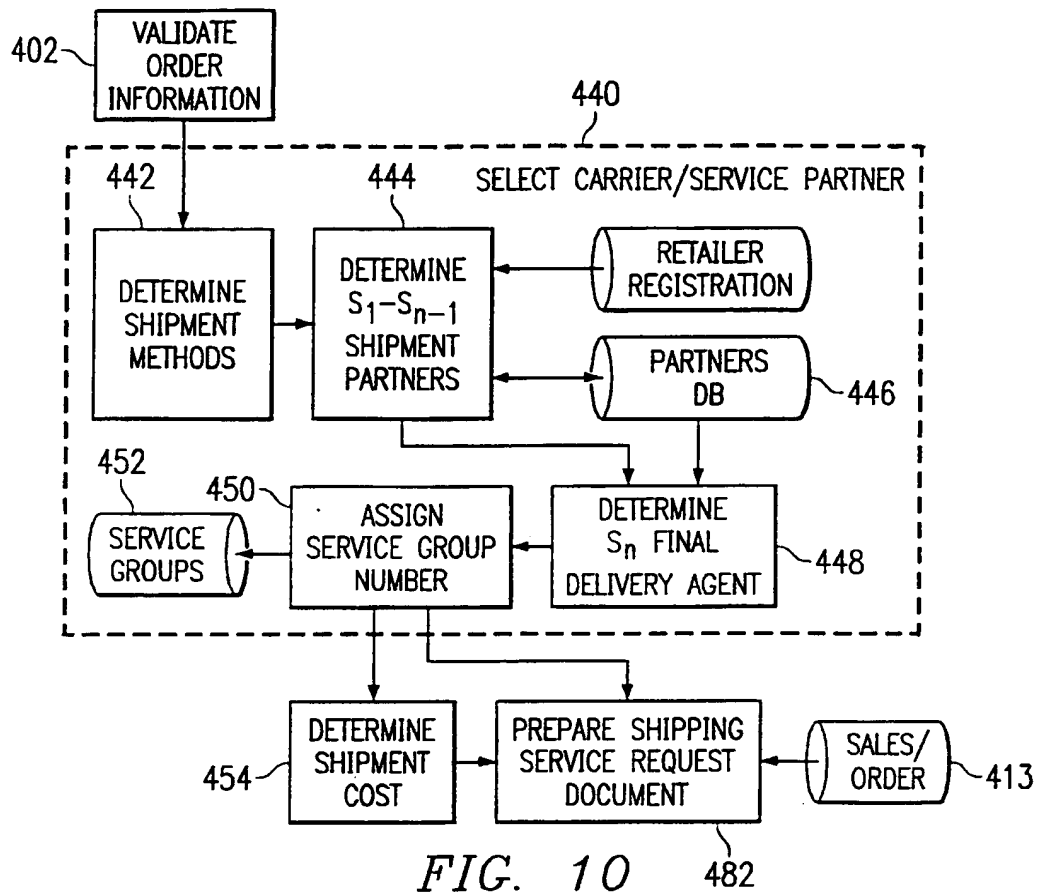 402
VALIDATE
ORDER
INFORMATION
440
SELECT CARRIER/SERVICE PARTNER
442
DETERMINE
SHIPMENT
METHODS
444
DETERMINE
S1–Sn–1
SHIPMENT
PARTNERS
RETAILER
REGISTRATION
PARTNERS
DB
446
452
SERVICE
GROUPS
450
ASSIGN
SERVICE GROUP
NUMBER
DETERMINE
Sn FINAL
DELIVERY AGENT
448
454
DETERMINE
SHIPMENT
COST
PREPARE SHIPPING
SERVICE REQUEST
DOCUMENT
482
SALES/
ORDER
413
FIG. 10